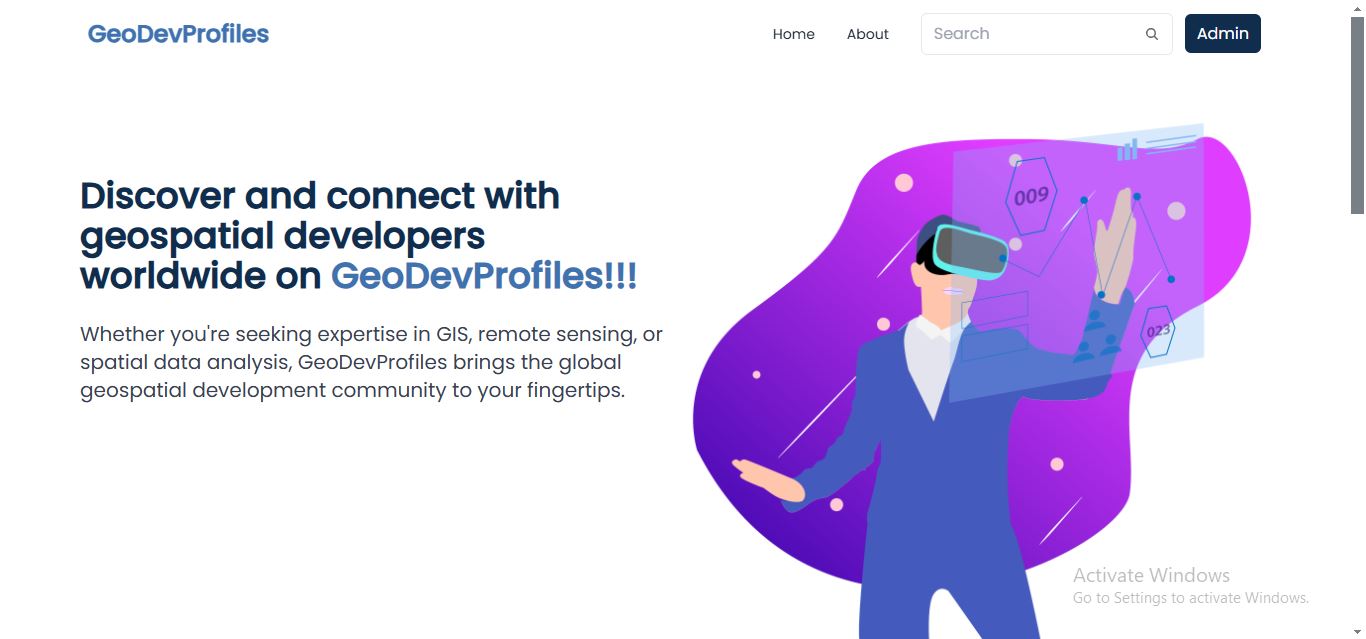 GeoDevProfiles
Home
About
Search
Admin
Discover and connect with
geospatial developers
worldwide on GeoDevProfiles!!!
Whether you're seeking expertise in GIS, remote sensing, or
spatial data analysis, GeoDevProfiles brings the global
geospatial development community to your fingertips.
009
023
Activate Windows
Go to Settings to activate Windows.